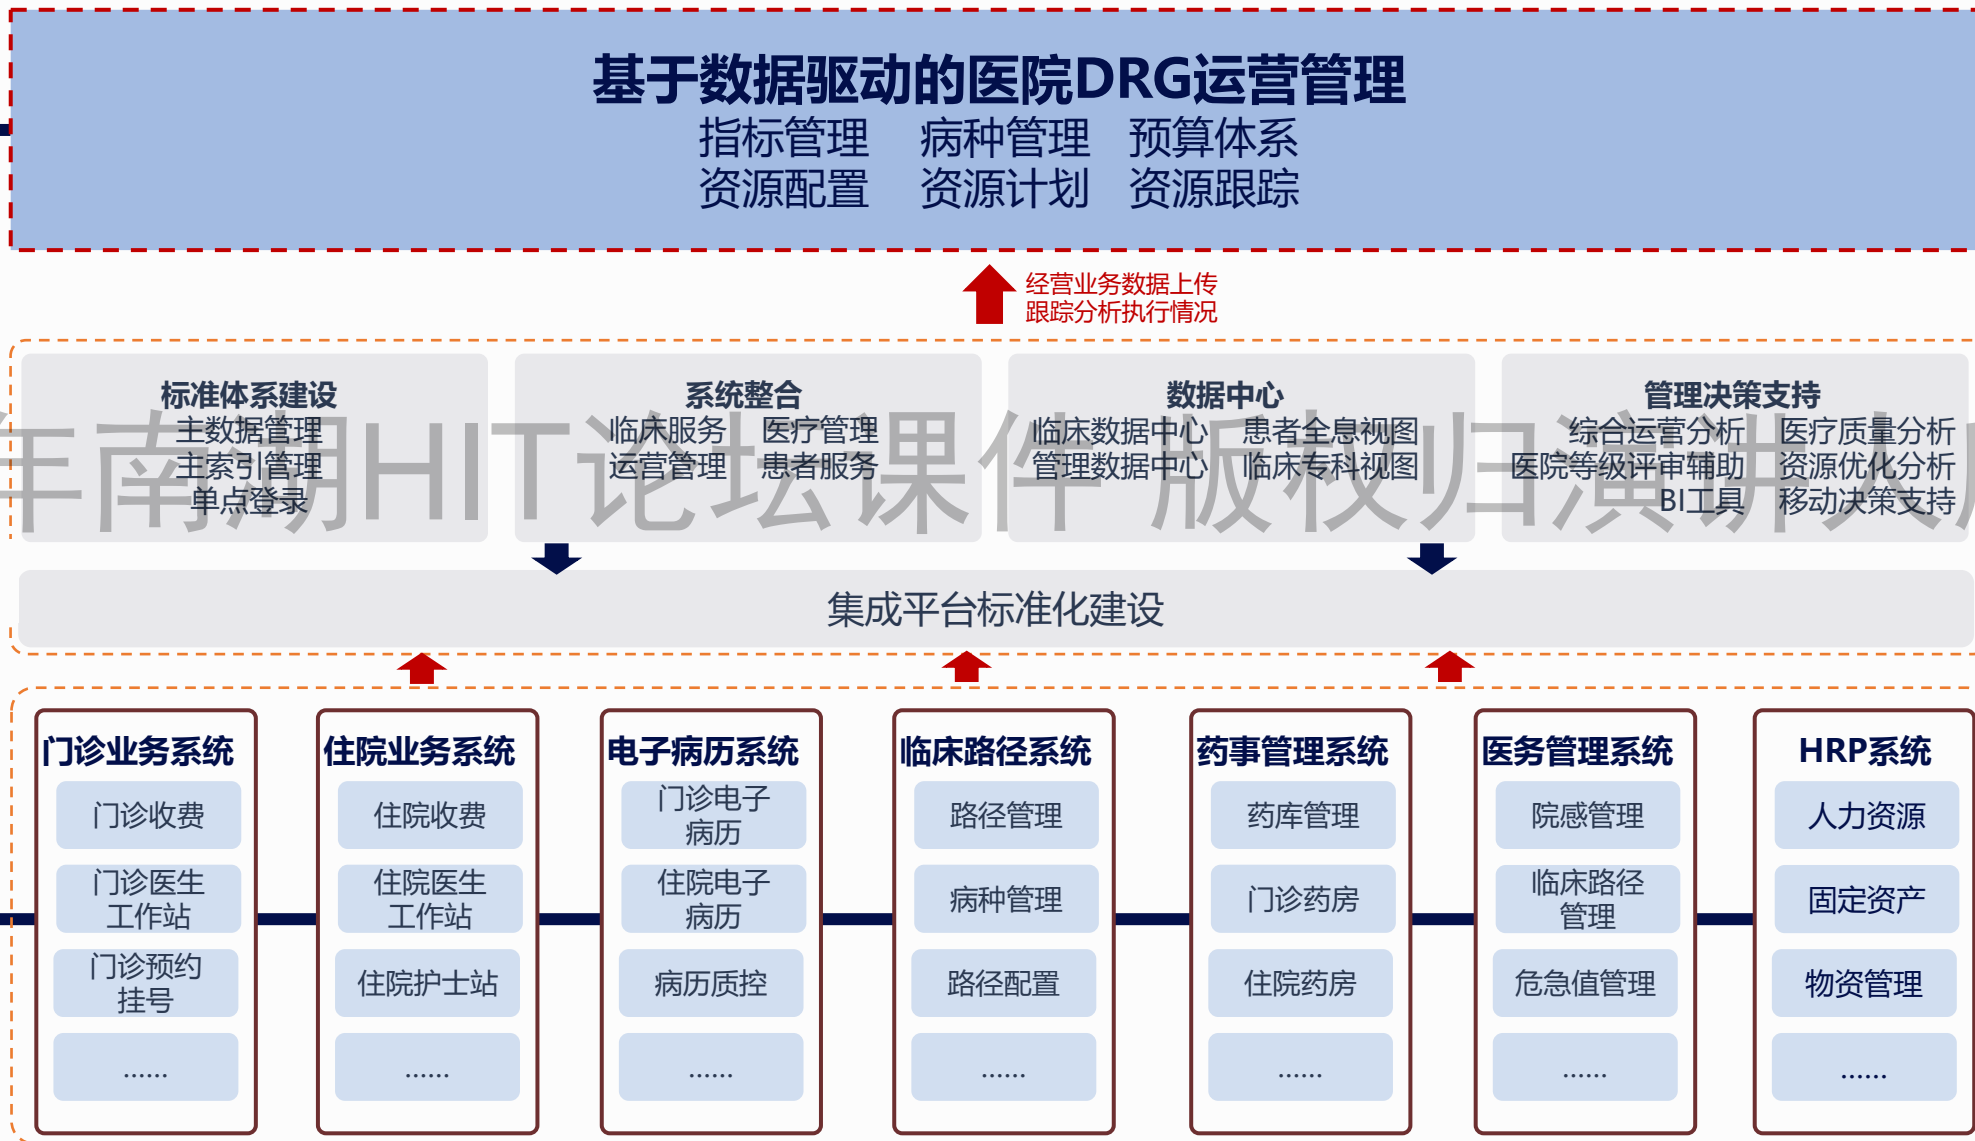 基于数据驱动的医院DRG运营管理
指标管理 病种管理 预算体系
资源配置 资源计划 资源跟踪
经营业务数据上传
跟踪分析执行情况
标准体系建设
主数据管理
主索引管理
单点登录
系统整合
临床服务 医疗管理
运营管理 患者服务
数据中心
临床数据中心 患者全息视图
管理数据中心 临床专科视图
管理决策支持
综合运营分析 医疗质量分析
医院等级评审辅助 资源优化分析
BI工具 移动决策支持
年南湖HIT论坛课件 版权归演讲人
集成平台标准化建设
门诊业务系统
门诊收费
门诊医生
工作站
门诊预约
挂号
……
住院业务系统
住院收费
住院医生
工作站
住院护士站
……
电子病历系统
门诊电子
病历
住院电子
病历
病历质控
……
临床路径系统
路径管理
病种管理
路径配置
……
药事管理系统
药库管理
门诊药房
住院药房
……
医务管理系统
院感管理
临床路径
管理
危急值管理
……
HRP系统
人力资源
固定资产
物资管理
……